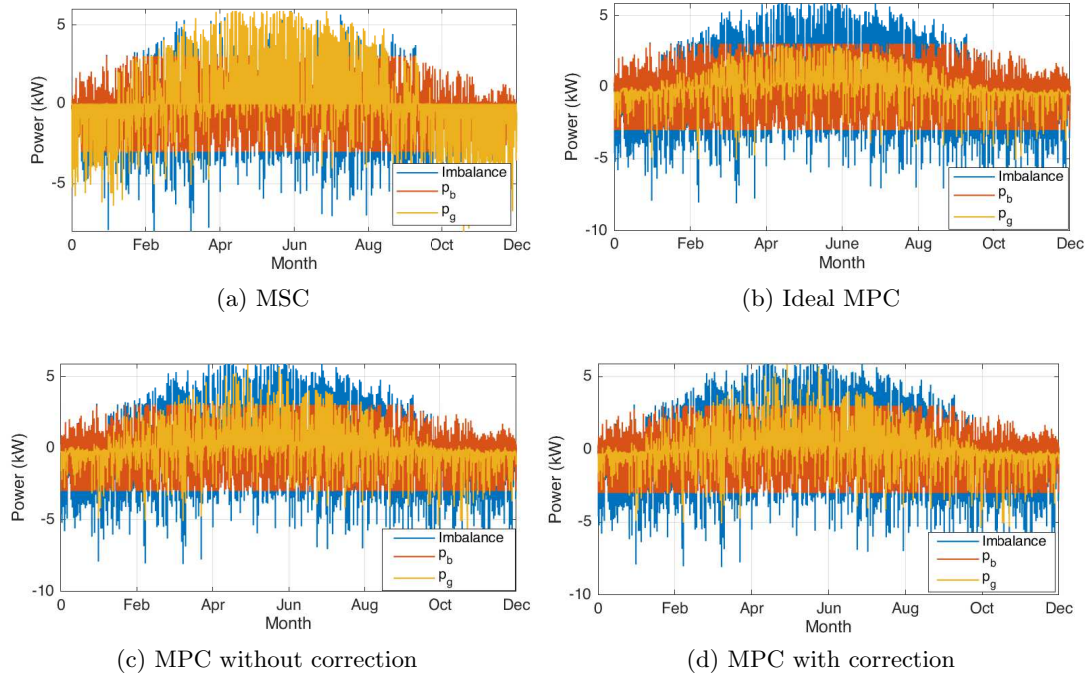 5
0
-5
Power (kW)
Imbalance
p_b
p_g
0 Feb Apr Jun Aug Oct Dec
Month
(a) MSC
5
0
-5
-10
Power (kW)
Imbalance
p_b
p_g
0 Feb Apr June Aug Oct Dec
Month
(b) Ideal MPC
5
0
-5
-10
Power (kW)
Imbalance
p_b
p_g
0 Feb Apr Jun Aug Oct Dec
Month
(c) MPC without correction
5
0
-5
-10
Power (kW)
Imbalance
p_b
p_g
0 Feb Apr Jun Aug Oct Dec
Month
(d) MPC with correction